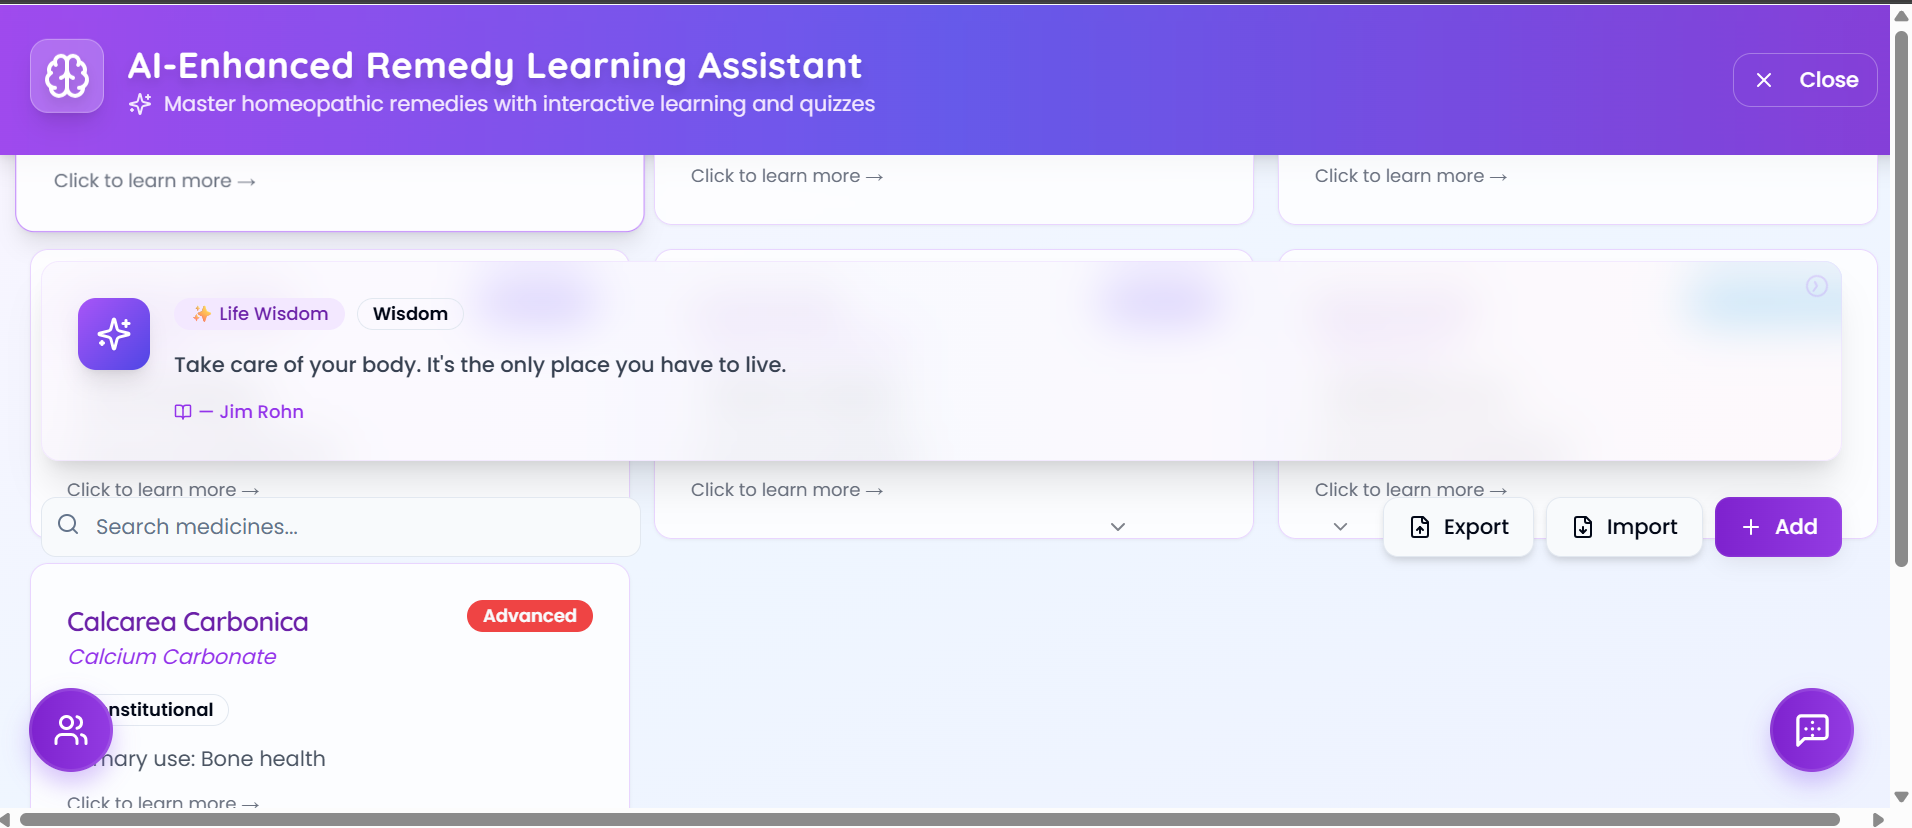 AI-Enhanced Remedy Learning Assistant
Master homeopathic remedies with interactive learning and quizzes
Close
Click to learn more →
Click to learn more →
Click to learn more →
✨ Life Wisdom
Wisdom
Take care of your body. It's the only place you have to live.
— Jim Rohn
Click to learn more →
Click to learn more →
Click to learn more →
Search medicines...
Export
Import
Add
Calcarea Carbonica
Advanced
Calcium Carbonate
nstitutional
mary use: Bone health
Click to learn more →